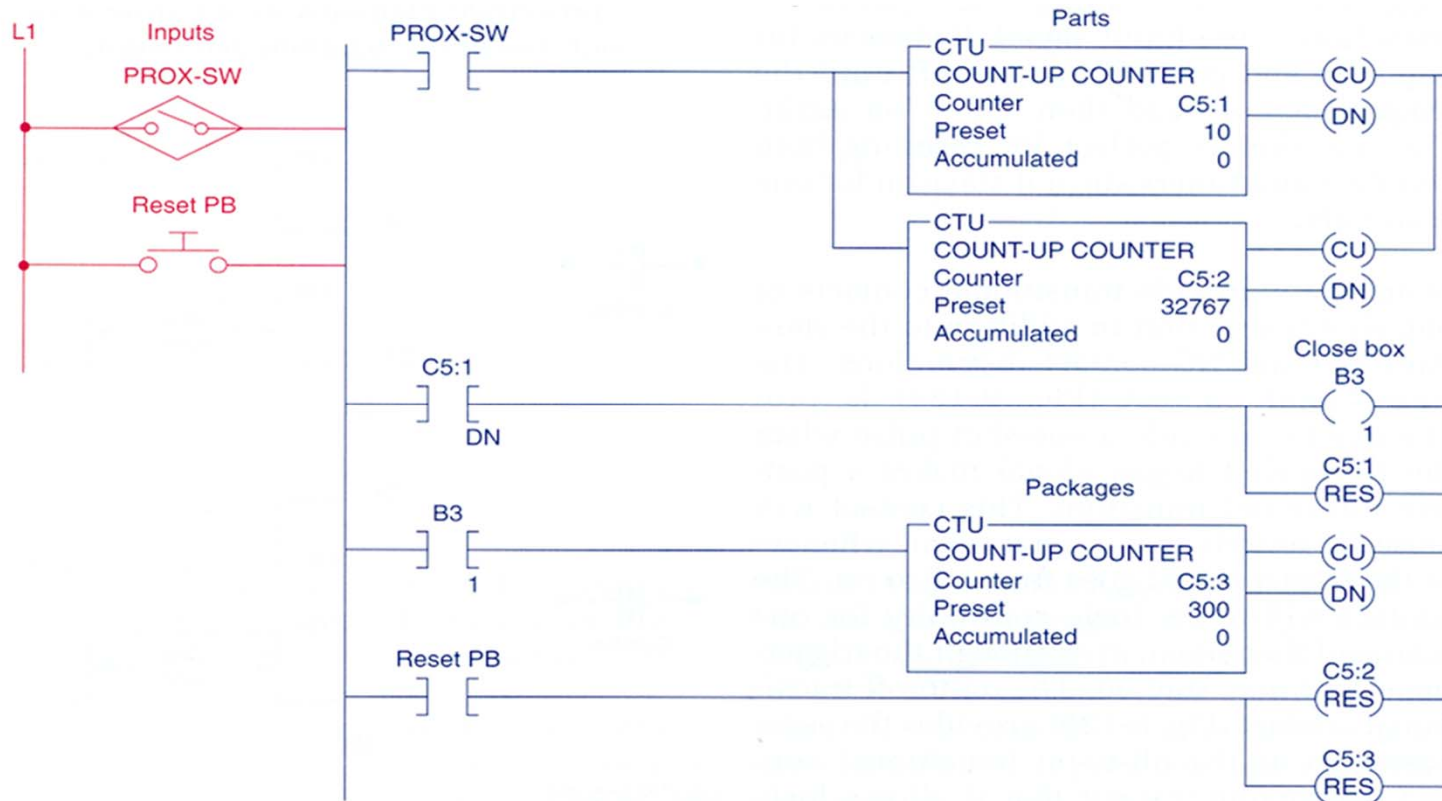 L1
Inputs
PROX-SW
Reset PB
PROX-SW
Parts
CTU
COUNT-UP COUNTER
Counter C5:1
Preset 10
Accumulated 0
CU
DN
CTU
COUNT-UP COUNTER
Counter C5:2
Preset 32767
Accumulated 0
CU
DN
C5:1
DN
Close box
B3
1
C5:1
RES
B3
1
Packages
CTU
COUNT-UP COUNTER
Counter C5:3
Preset 300
Accumulated 0
CU
DN
Reset PB
C5:2
RES
C5:3
RES